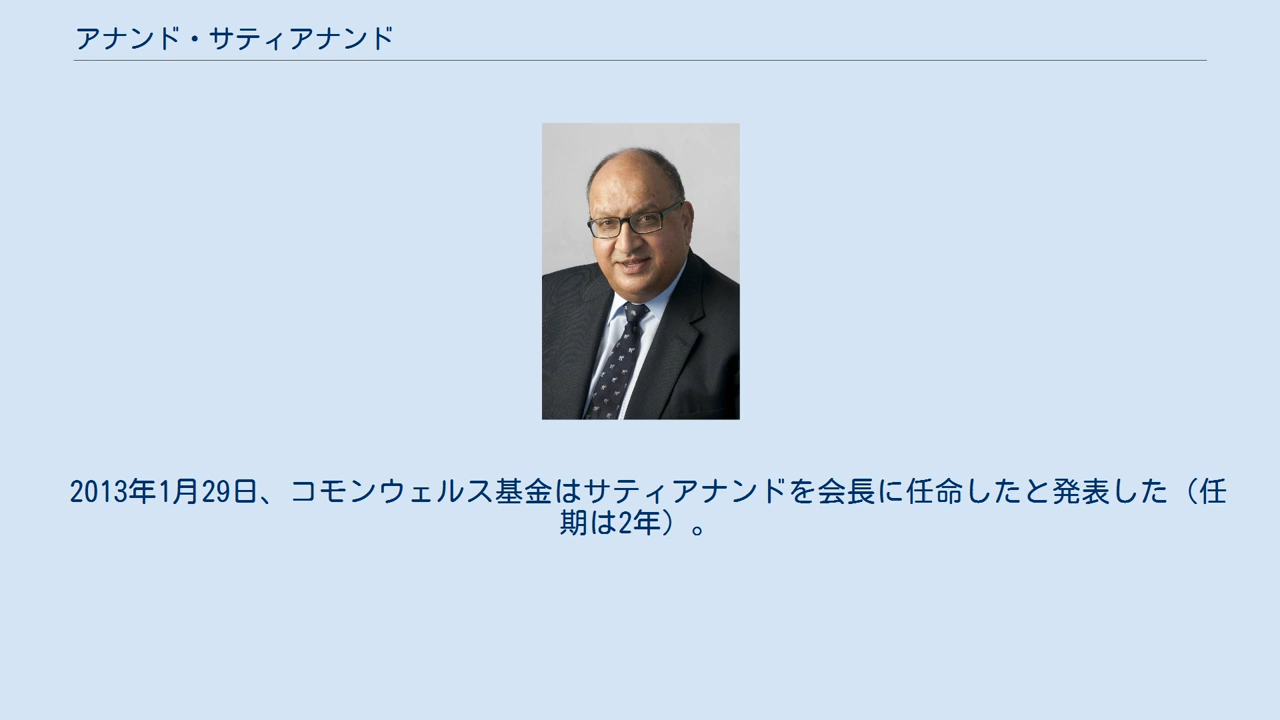 アナンド・サティアナンド
2013年1月29日、コモンウェルス基金はサティアナンドを会長に任命したと発表した（任
期は2年）。